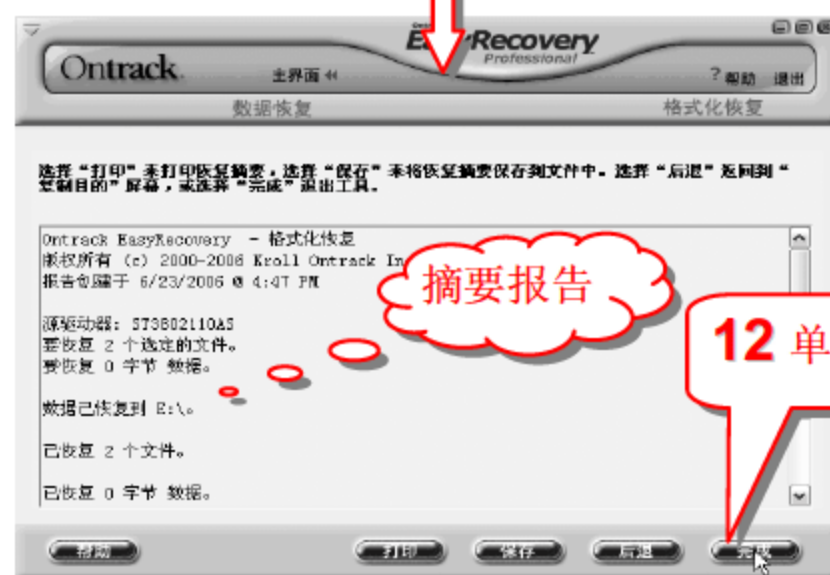 EasyRecovery
Professional
Ontrack
主界面
?帮助 退出
数据恢复 格式化恢复
选择“打印”来打印恢复摘要，选择“保存”来将恢复摘要保存到文件中。选择“后退”返回到“
复制目的”屏幕，或选择“完成”退出工具。
Ontrack EasyRecovery - 格式化恢复
版权所有 (c) 2000-2006 Kroll Ontrack In
报告创建于 6/23/2006 @ 4:47 PM
摘要报告
源驱动器: ST3802110AS
要恢复 2 个选定的文件。
要恢复 0 字节 数据。
12 单
数据已恢复到 E:\。
已恢复 2 个文件。
已恢复 0 字节 数据。
帮助 打印 保存 后退 完成